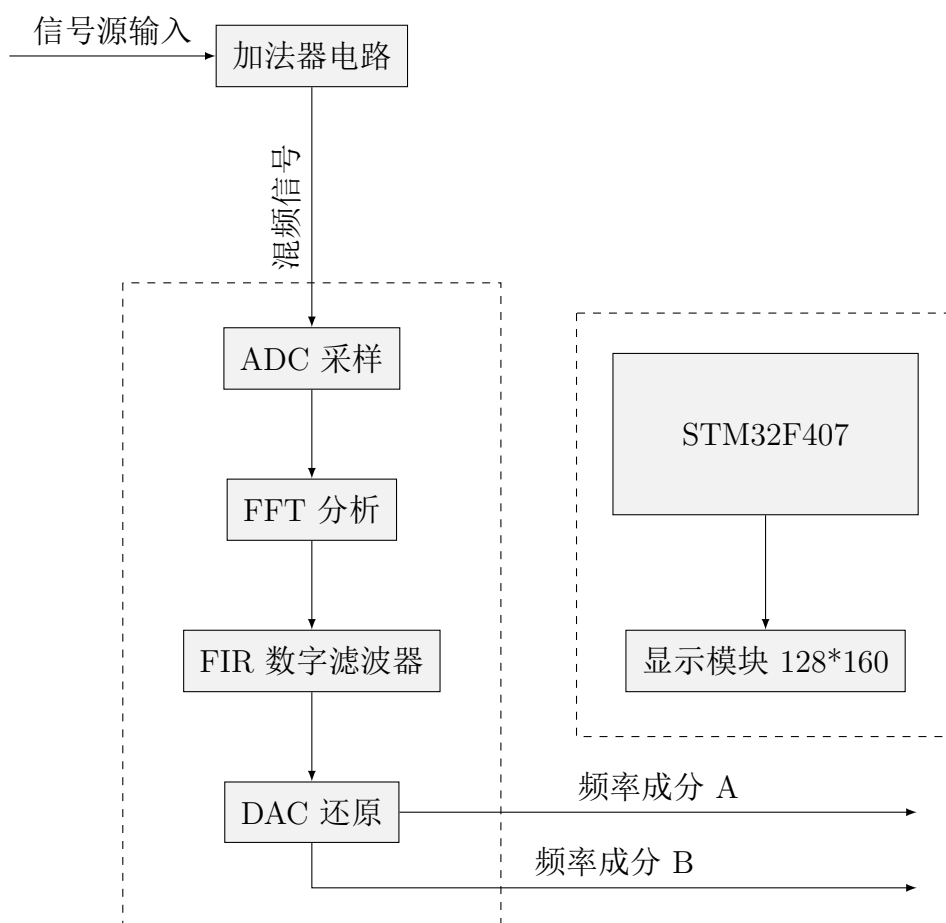 信号源输入
加法器电路
混频信号
ADC 采样
STM32F407
FFT 分析
FIR 数字滤波器
显示模块 128*160
DAC 还原
频率成分 A
频率成分 B